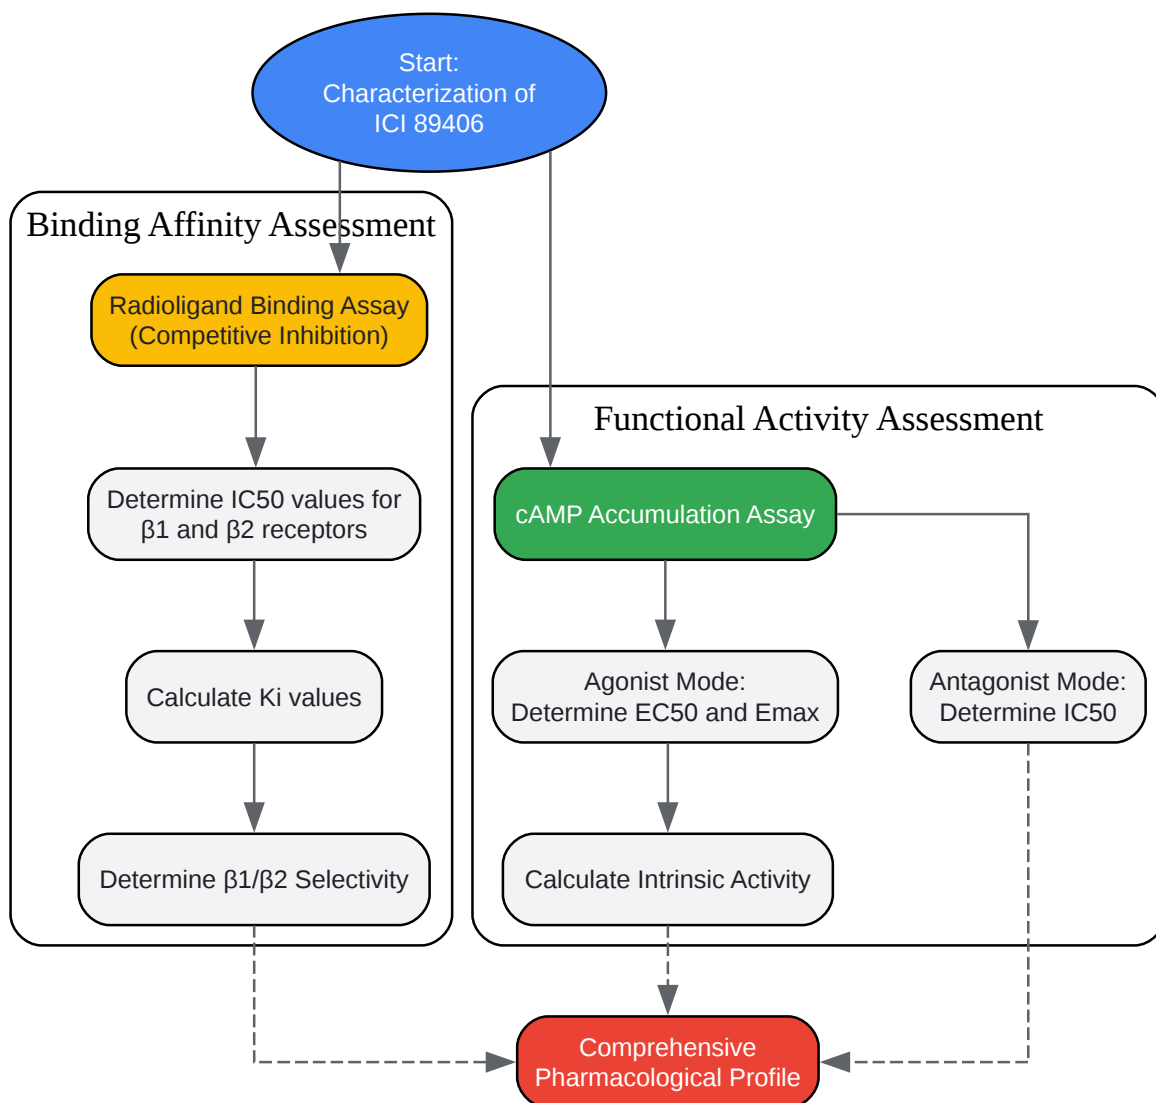 Start:
Characterization of
ICI 89406
Binding Affinity Assessment
Radioligand Binding Assay
(Competitive Inhibition)
Determine IC50 values for
β1 and β2 receptors
Calculate Ki values
Determine β1/β2 Selectivity
Functional Activity Assessment
cAMP Accumulation Assay
Agonist Mode:
Determine EC50 and Emax
Antagonist Mode:
Determine IC50
Calculate Intrinsic Activity
Comprehensive
Pharmacological Profile